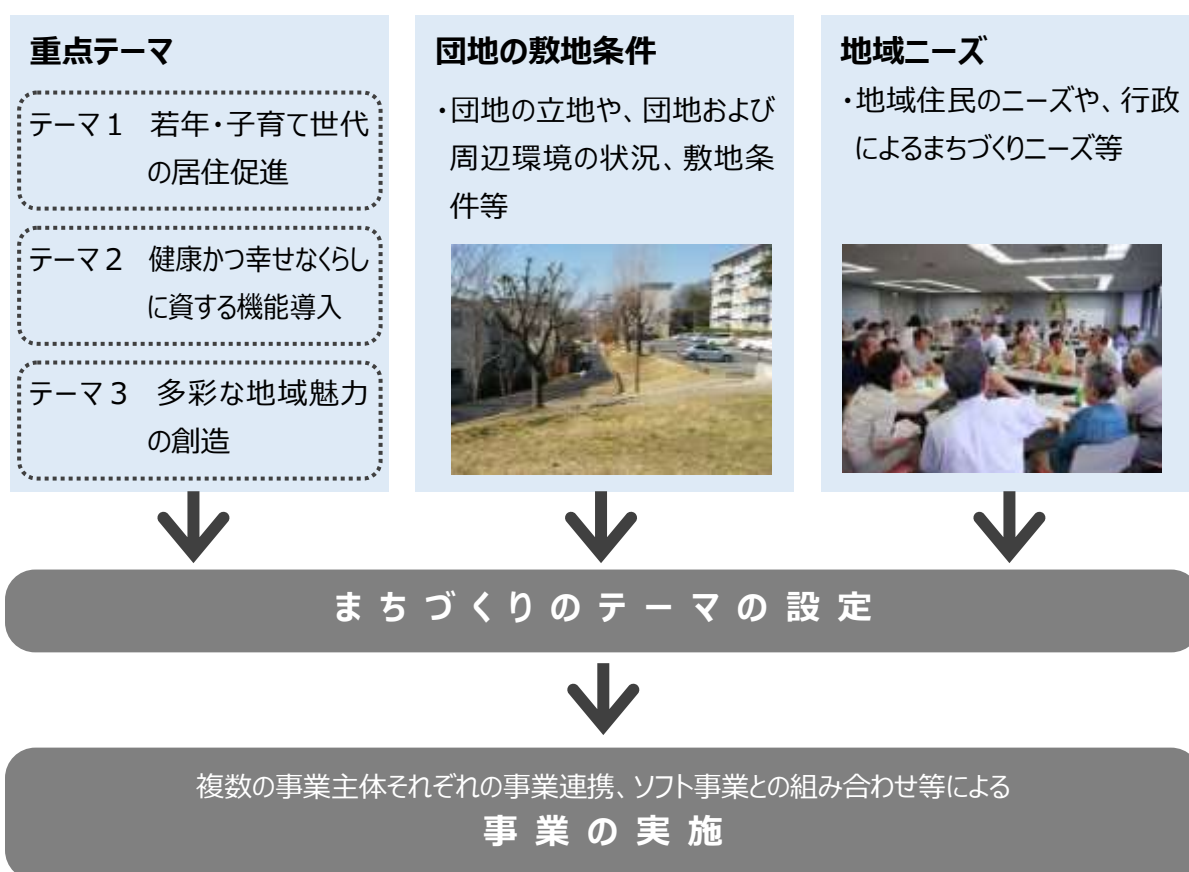 重点テーマ
テーマ1 若年・子育て世代
の居住促進
テーマ2 健康かつ幸せなくらし
に資する機能導入
テーマ3 多彩な地域魅力
の創造
団地の敷地条件
・団地の立地や、団地および
周辺環境の状況、敷地条
件等
地域ニーズ
・地域住民のニーズや、行政
によるまちづくりニーズ等
まちづくりのテーマの設定
複数の事業主体それぞれの事業連携、ソフト事業との組み合わせ等による
事業の実施